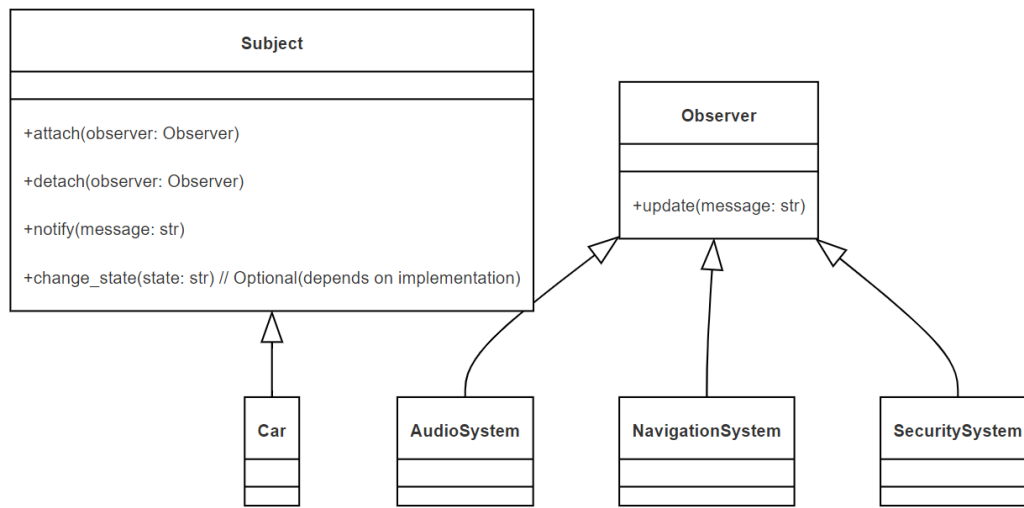 Subject
+attach(observer: Observer)
+detach(observer: Observer)
+notify(message: str)
+change_state(state: str) // Optional(depends on implementation)
Observer
+update(message: str)
Car
AudioSystem
NavigationSystem
SecuritySystem